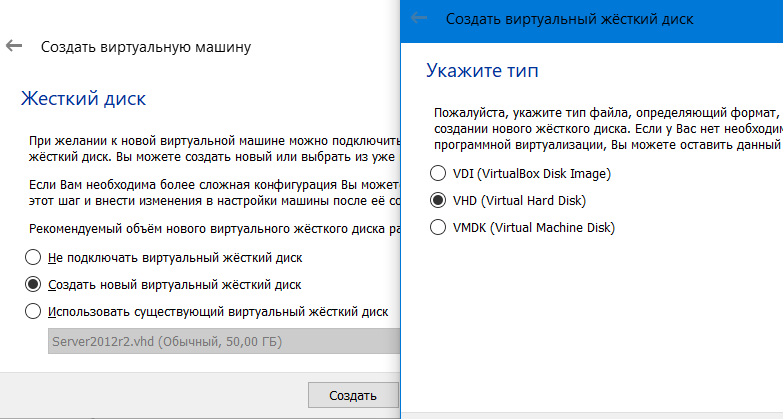 Создать виртуальную машину
Жесткий диск
При желании к новой виртуальной машине можно подключить
жёсткий диск. Вы можете создать новый или выбрать из уже
Если Вам необходима более сложная конфигурация Вы можете
этот шаг и внести изменения в настройки машины после её со
Рекомендуемый объём нового виртуального жёсткого диска ра
Не подключать виртуальный жёсткий диск
Создать новый виртуальный жёсткий диск
Использовать существующий виртуальный жёсткий диск
Server2012r2.vhd (Обычный, 50,00 ГБ)
Создать
Создать виртуальный жёсткий диск
Укажите тип
Пожалуйста, укажите тип файла, определяющий формат,
создании нового жёсткого диска. Если у Вас нет необходим
программной виртуализации, Вы можете оставить данный
VDI (VirtualBox Disk Image)
VHD (Virtual Hard Disk)
VMDK (Virtual Machine Disk)